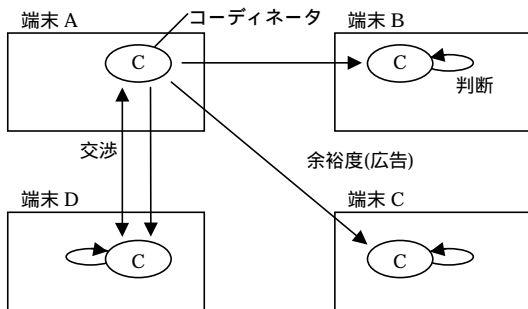 コーディネータ
端末 A
端末 B
C
C
判断
交渉
余裕度(広告)
端末 D
端末 C
C
C